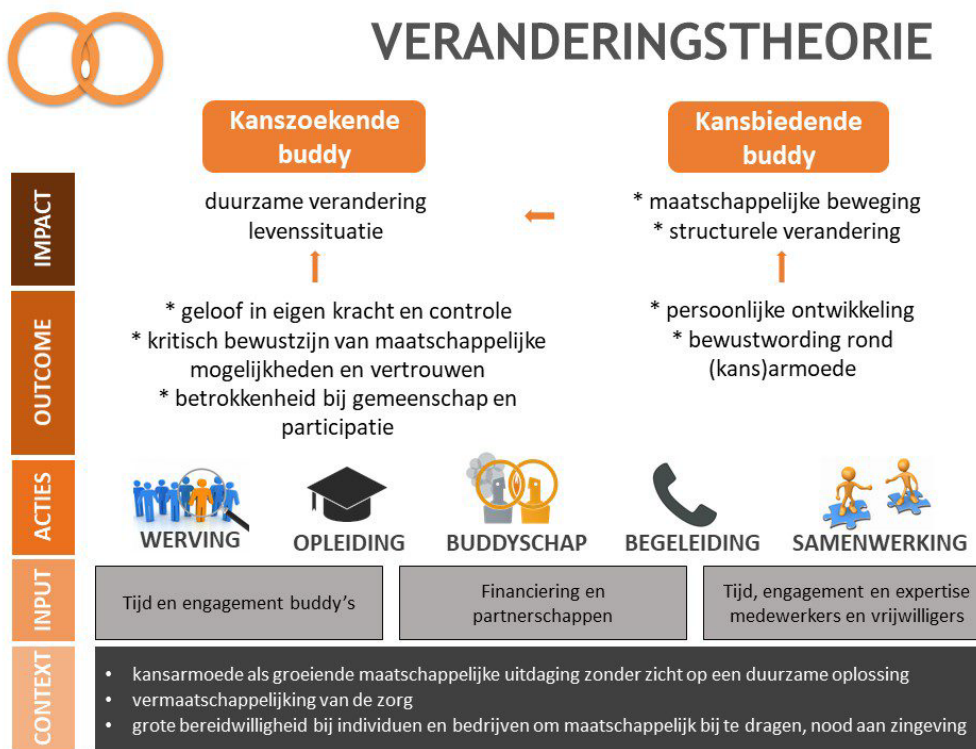 VERANDERINGSTHEORIE
Kanszoekende
buddy
Kansbiedende
buddy
IMPACT
duurzame verandering
levenssituatie
* maatschappelijke beweging
* structurele verandering
OUTCOME
* geloof in eigen kracht en controle
* kritisch bewustzijn van maatschappelijke
mogelijkheden en vertrouwen
* betrokkenheid bij gemeenschap en
participatie
* persoonlijke ontwikkeling
* bewustwording rond
(kans)armoede
ACTIES
WERVING
OPLEIDING
BUDDYSCHAP
BEGELEIDING
SAMENWERKING
INPUT
Tijd en engagement buddy's
Financiering en
partnerschappen
Tijd, engagement en expertise
medewerkers en vrijwilligers
CONTEXT
• kansarmoede als groeiende maatschappelijke uitdaging zonder zicht op een duurzame oplossing
• vermaatschappelijking van de zorg
• grote bereidwilligheid bij individuen en bedrijven om maatschappelijk bij te dragen, nood aan zingeving